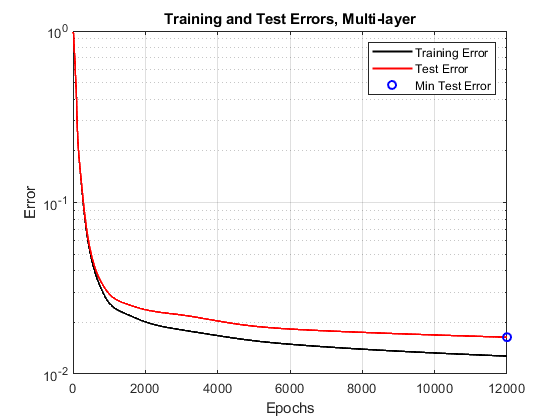 Training and Test Errors, Multi-layer
Training Error
Test Error
Min Test Error
Error
10^0
10^-1
10^-2
0 2000 4000 6000 8000 10000 12000
Epochs